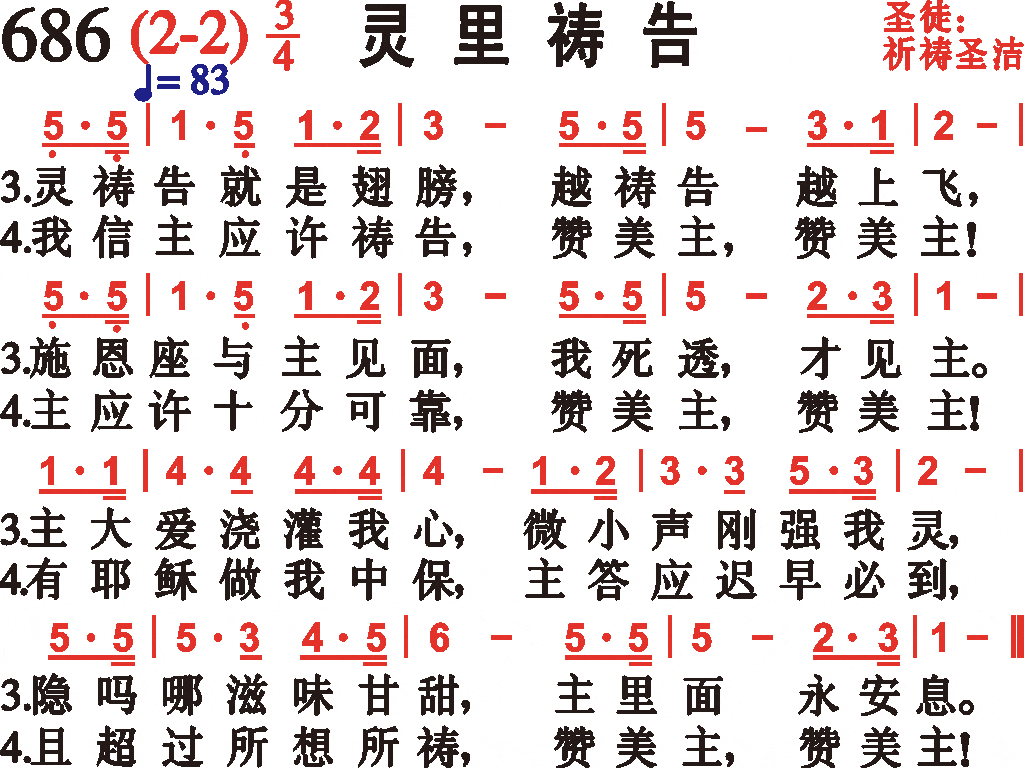 686 (2-2) 3/4 灵里祷告 圣徒：
祈祷圣洁
♩= 83
5·5|1·5 1·2|3 － 5·5|5 － 3·1|2 －|
3.灵祷告就是翅膀，越祷告 越上飞，
4.我信主应许祷告，赞美主，赞美主！
5·5|1·5 1·2|3 － 5·5|5 － 2·3|1 －|
3.施恩座与主见面，我死透，才见主。
4.主应许十分可靠，赞美主，赞美主！
1·1|4·4 4·4|4 － 1·2|3·3 5·3|2 －|
3.主大爱浇灌我心，微小声刚强我灵，
4.有耶稣做我中保，主答应迟早必到，
5·5|5·3 4·5|6 － 5·5|5 － 2·3|1 －‖
3.隐吗哪滋味甘甜，主里面 永安息。
4.且超过所想所祷，赞美主，赞美主！